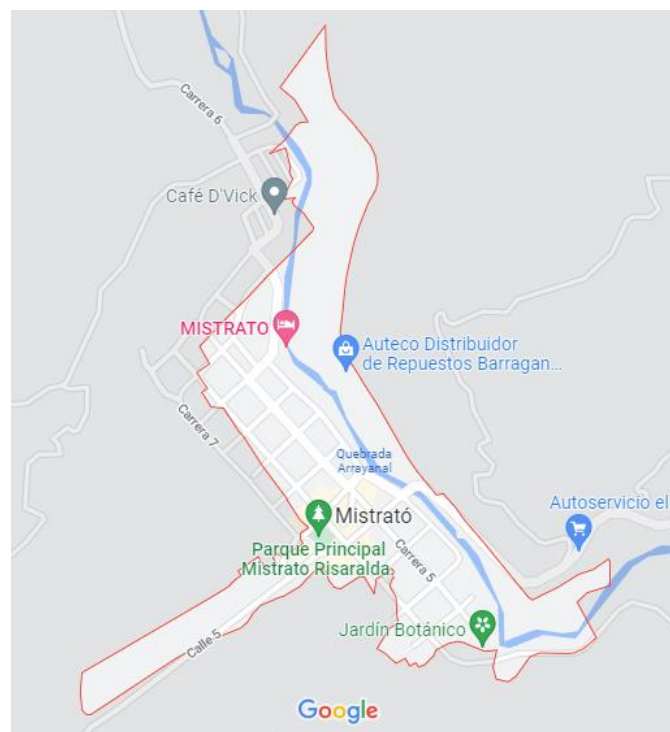 Carrera 6
Café D'Vick
MISTRATO
Auteco Distribuidor
de Repuestos Barragan...
Carrera 7
Quebrada
Arrayanal
Autoservicio el
Mistrató
Parque Principal
Mistrato Risaralda
Carrera 5
Jardín Botánico
Calle 5
Google